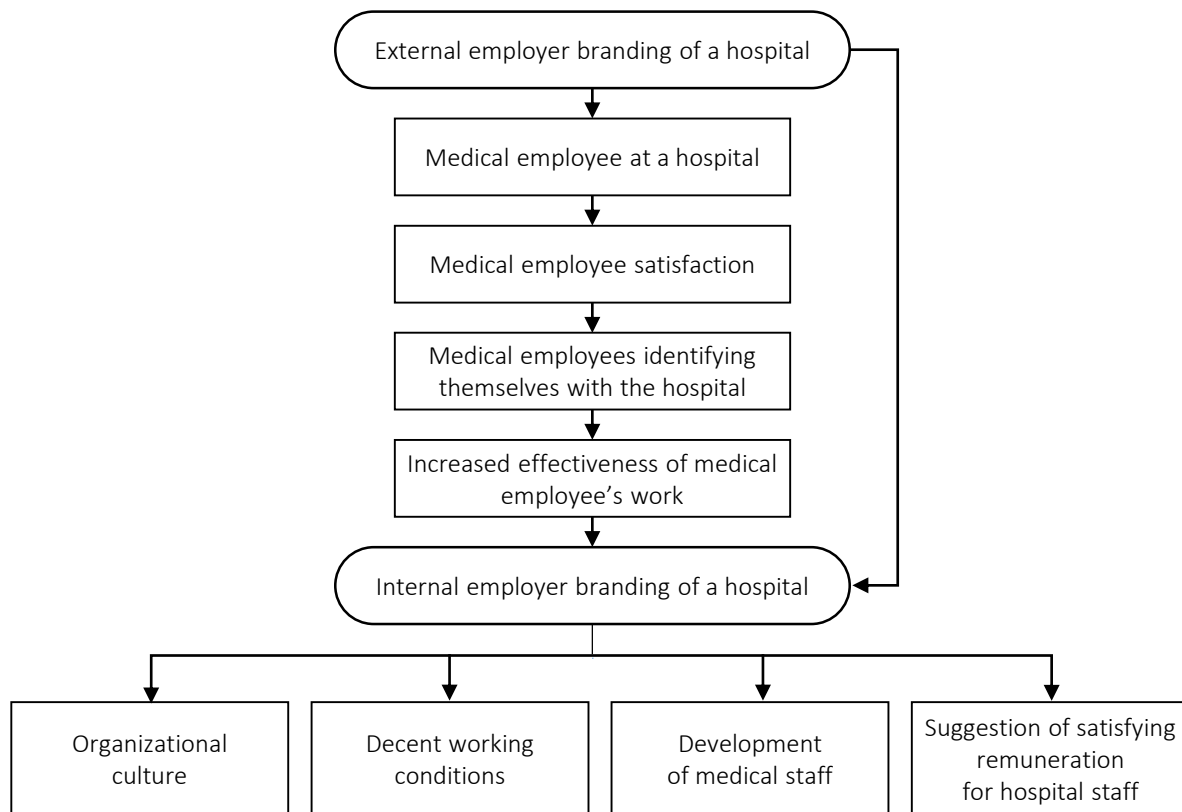 External employer branding of a hospital
Medical employee at a hospital
Medical employee satisfaction
Medical employees identifying
themselves with the hospital
Increased effectiveness of medical
employee’s work
Internal employer branding of a hospital
Organizational
culture
Decent working
conditions
Development
of medical staff
Suggestion of satisfying
remuneration
for hospital staff